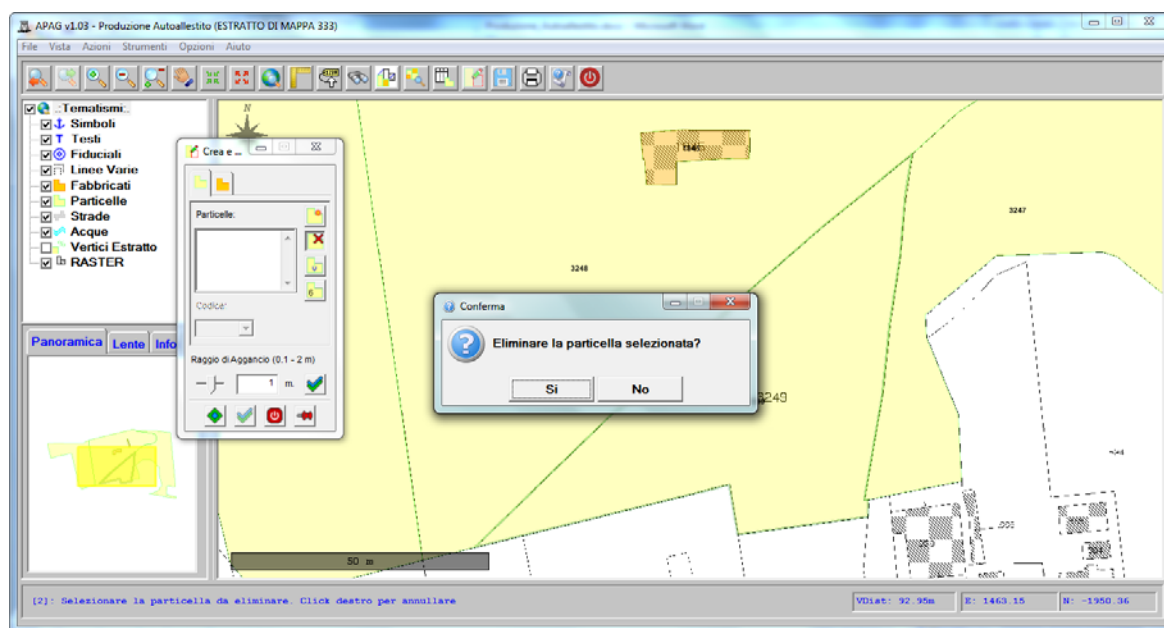 APAG v1.03 - Produzione Autoallestito (ESTRATTO DI MAPPA 333)
File Vista Azioni Strumenti Opzioni Aiuto
.:Tematismi:.
Simboli
T Testi
Fiduciali
Linee Varie
Fabbricati
Particelle
Strade
Acque
Vertici Estratto
RASTER
Panoramica Lente Info
N
Crea e ...
Particelle:
Codice:
Raggio di Aggancio (0.1 - 2 m)
1 m.
3247
3248
Conferma
Eliminare la particella selezionata?
Si No
3249
50 m
[2]: Selezionare la particella da eliminare. Click destro per annullare
VDist: 92.95m E: 1463.15 N: -1950.36